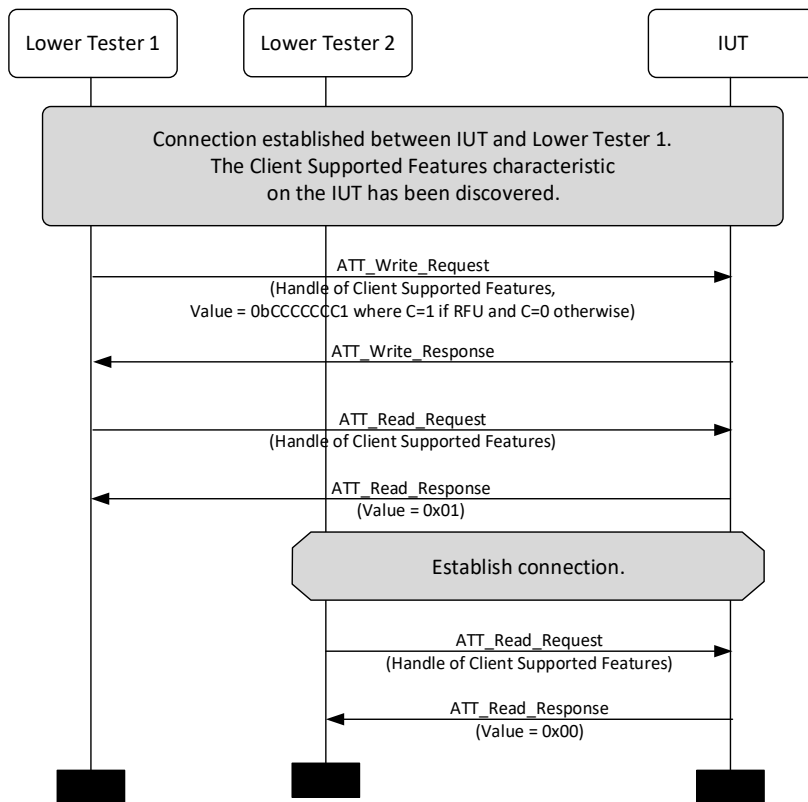 Lower Tester 1
Lower Tester 2
IUT
Connection established between IUT and Lower Tester 1.
The Client Supported Features characteristic
on the IUT has been discovered.
ATT_Write_Request
(Handle of Client Supported Features,
Value = 0bCCCCCCC1 where C=1 if RFU and C=0 otherwise)
ATT_Write_Response
ATT_Read_Request
(Handle of Client Supported Features)
ATT_Read_Response
(Value = 0x01)
Establish connection.
ATT_Read_Request
(Handle of Client Supported Features)
ATT_Read_Response
(Value = 0x00)